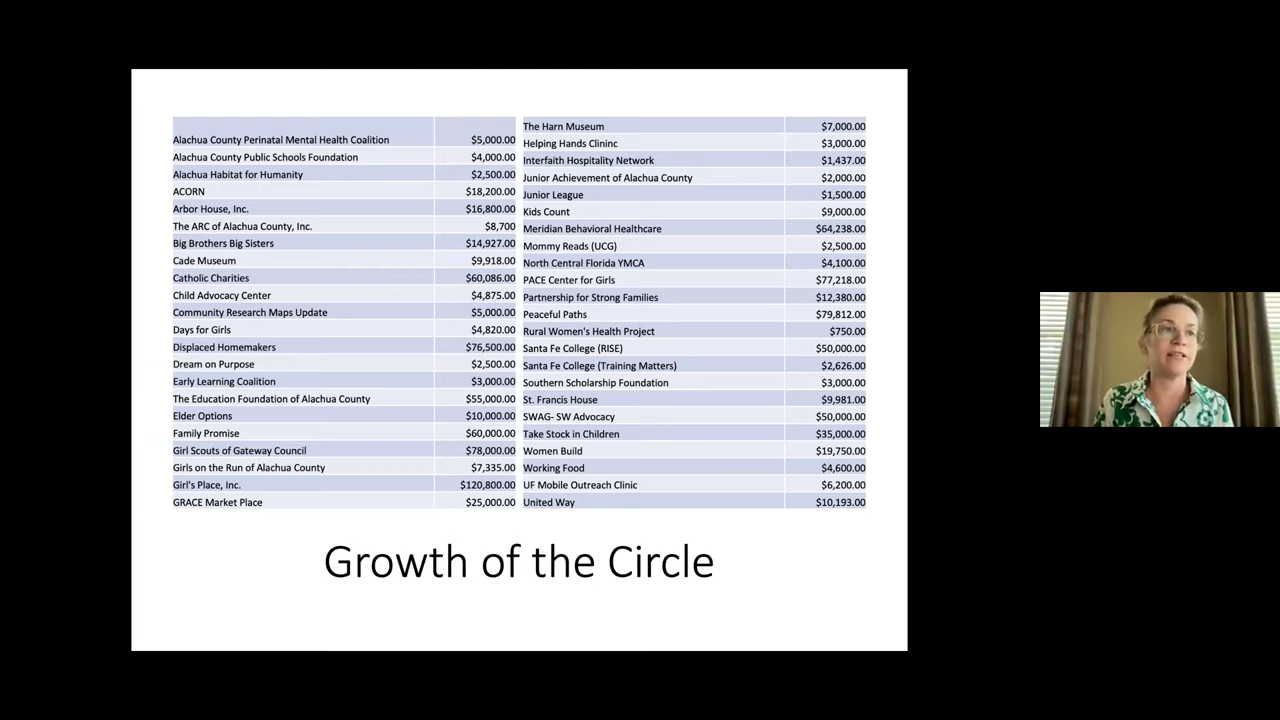 Alachua County Perinatal Mental Health Coalition $5,000.00
Alachua County Public Schools Foundation $4,000.00
Alachua Habitat for Humanity $2,500.00
ACORN $18,200.00
Arbor House, Inc. $16,800.00
The ARC of Alachua County, Inc. $8,700
Big Brothers Big Sisters $14,927.00
Cade Museum $9,918.00
Catholic Charities $60,086.00
Child Advocacy Center $4,875.00
Community Research Maps Update $5,000.00
Days for Girls $4,820.00
Displaced Homemakers $76,500.00
Dream on Purpose $2,500.00
Early Learning Coalition $3,000.00
The Education Foundation of Alachua County $55,000.00
Elder Options $10,000.00
Family Promise $60,000.00
Girl Scouts of Gateway Council $78,000.00
Girls on the Run of Alachua County $7,335.00
Girl's Place, Inc. $120,800.00
GRACE Market Place $25,000.00
The Harn Museum $7,000.00
Helping Hands Clininc $3,000.00
Interfaith Hospitality Network $1,437.00
Junior Achievement of Alachua County $2,000.00
Junior League $1,500.00
Kids Count $9,000.00
Meridian Behavioral Healthcare $64,238.00
Mommy Reads (UCG) $2,500.00
North Central Florida YMCA $4,100.00
PACE Center for Girls $77,218.00
Partnership for Strong Families $12,380.00
Peaceful Paths $79,812.00
Rural Women's Health Project $750.00
Santa Fe College (RISE) $50,000.00
Santa Fe College (Training Matters) $2,626.00
Southern Scholarship Foundation $3,000.00
St. Francis House $9,981.00
SWAG- SW Advocacy $50,000.00
Take Stock in Children $35,000.00
Women Build $19,750.00
Working Food $4,600.00
UF Mobile Outreach Clinic $6,200.00
United Way $10,193.00
Growth of the Circle